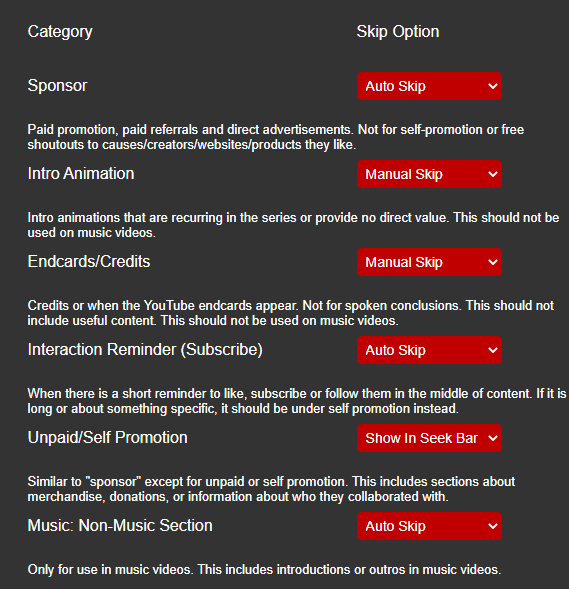 Category Skip Option
Sponsor Auto Skip
Paid promotion, paid referrals and direct advertisements. Not for self-promotion or free
shoutouts to causes/creators/websites/products they like.
Intro Animation Manual Skip
Intro animations that are recurring in the series or provide no direct value. This should not be
used on music videos.
Endcards/Credits Manual Skip
Credits or when the YouTube endcards appear. Not for spoken conclusions. This should not
include useful content. This should not be used on music videos.
Interaction Reminder (Subscribe) Auto Skip
When there is a short reminder to like, subscribe or follow them in the middle of content. If it is
long or about something specific, it should be under self promotion instead.
Unpaid/Self Promotion Show In Seek Bar
Similar to "sponsor" except for unpaid or self promotion. This includes sections about
merchandise, donations, or information about who they collaborated with.
Music: Non-Music Section Auto Skip
Only for use in music videos. This includes introductions or outros in music videos.